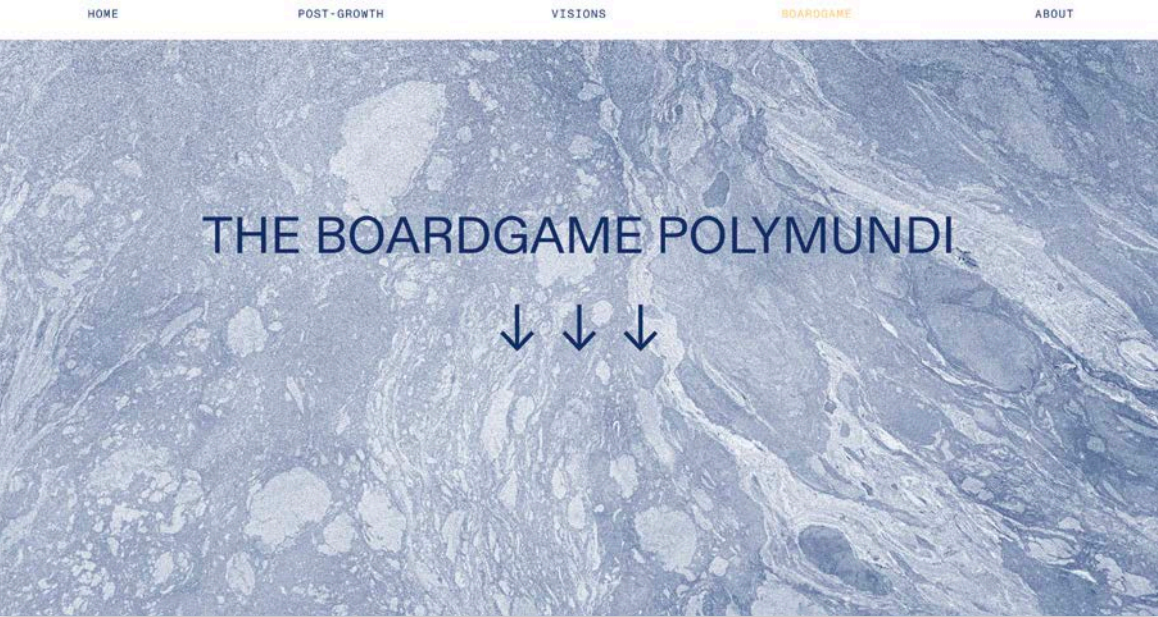 HOME POST-GROWTH VISIONS BOARDGAME ABOUT
THE BOARDGAME POLYMUNDI
↓ ↓ ↓